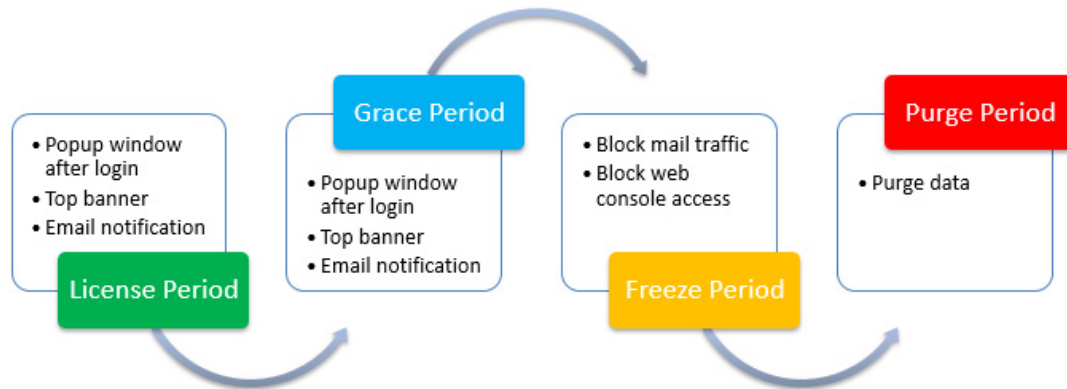 • Popup window
after login
• Top banner
• Email notification
License Period
Grace Period
• Popup window
after login
• Top banner
• Email notification
• Block mail traffic
• Block web
console access
Freeze Period
Purge Period
• Purge data